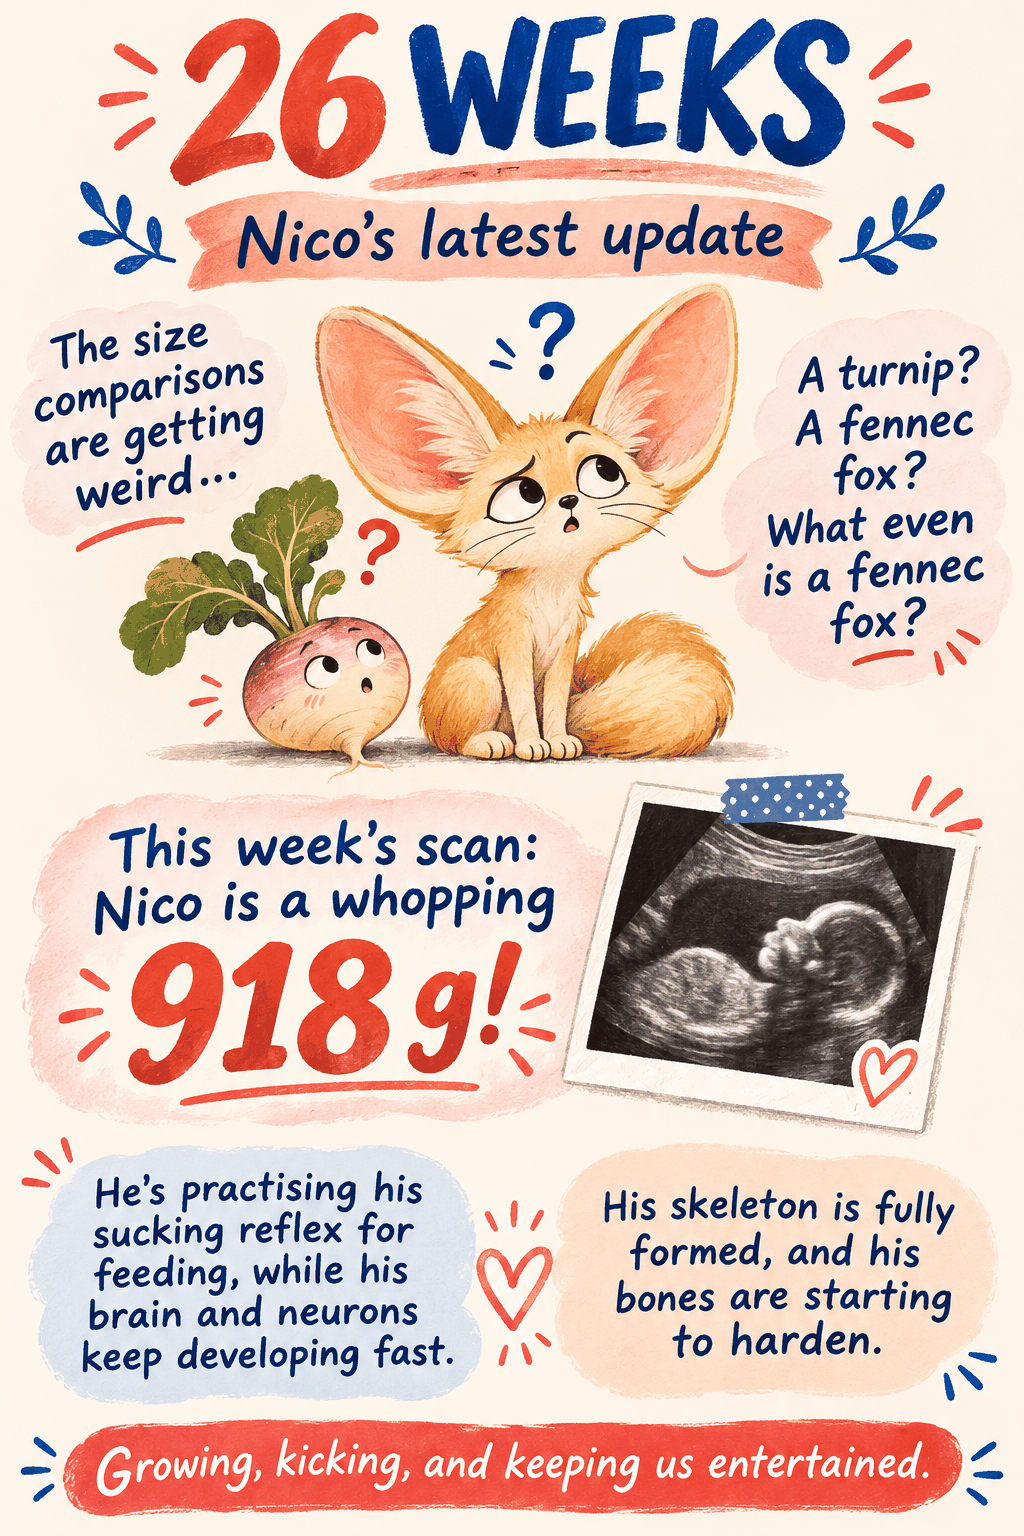 26 WEEKS
Nico's latest update
The size
comparisons
are getting
weird...
?
?
A turnip?
A fennec
fox?
What even
is a fennec
fox?
This week's scan:
Nico is a whopping
918 g!
He's practising his
sucking reflex for
feeding, while his
brain and neurons
keep developing fast.
His skeleton is fully
formed, and his
bones are starting
to harden.
Growing, kicking, and keeping us entertained.